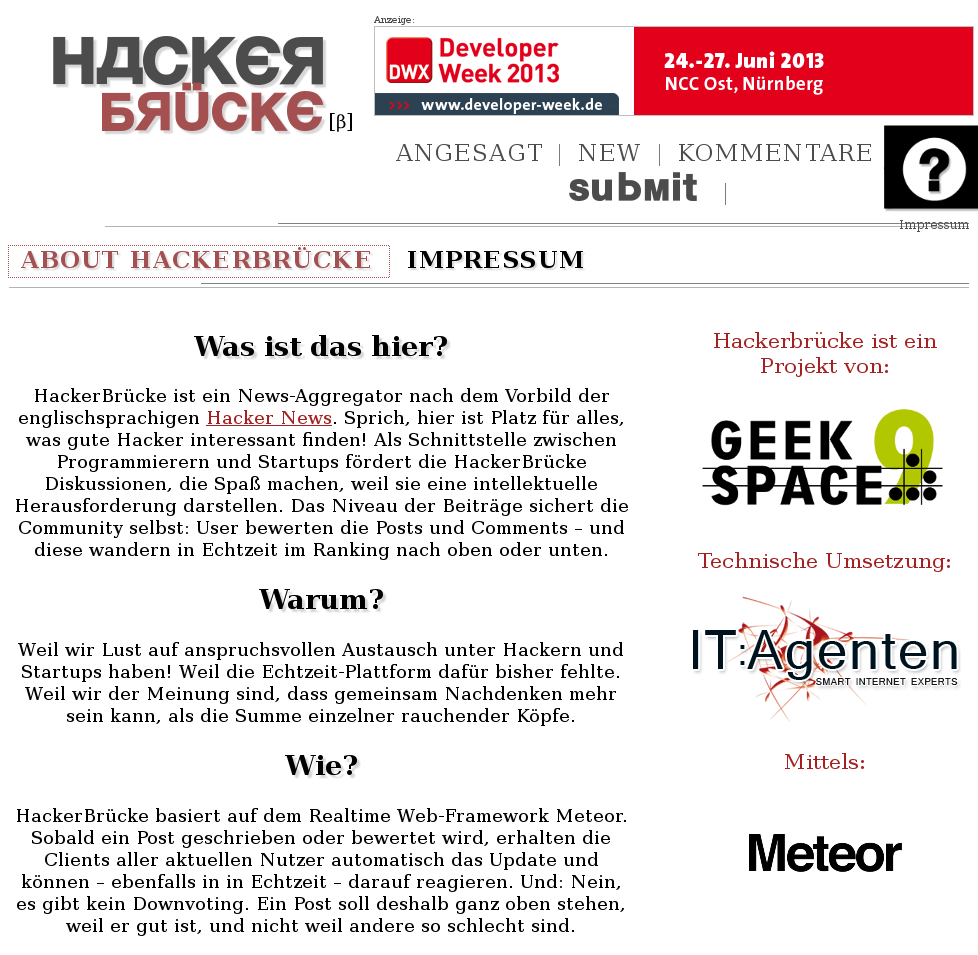 Anzeige:
HACKEЯ
БЯÜCKE [β]
DWX Developer Week 2013
>>> www.developer-week.de
24.-27. Juni 2013
NCC Ost, Nürnberg
ANGESAGT | NEW | KOMMENTARE
submit |
?
Impressum
ABOUT HACKERBRÜCKE IMPRESSUM
Was ist das hier?
HackerBrücke ist ein News-Aggregator nach dem Vorbild der
englischsprachigen Hacker News. Sprich, hier ist Platz für alles,
was gute Hacker interessant finden! Als Schnittstelle zwischen
Programmierern und Startups fördert die HackerBrücke
Diskussionen, die Spaß machen, weil sie eine intellektuelle
Herausforderung darstellen. Das Niveau der Beiträge sichert die
Community selbst: User bewerten die Posts und Comments – und
diese wandern in Echtzeit im Ranking nach oben oder unten.
Warum?
Weil wir Lust auf anspruchsvollen Austausch unter Hackern und
Startups haben! Weil die Echtzeit-Plattform dafür bisher fehlte.
Weil wir der Meinung sind, dass gemeinsam Nachdenken mehr
sein kann, als die Summe einzelner rauchender Köpfe.
Wie?
HackerBrücke basiert auf dem Realtime Web-Framework Meteor.
Sobald ein Post geschrieben oder bewertet wird, erhalten die
Clients aller aktuellen Nutzer automatisch das Update und
können – ebenfalls in in Echtzeit – darauf reagieren. Und: Nein,
es gibt kein Downvoting. Ein Post soll deshalb ganz oben stehen,
weil er gut ist, und nicht weil andere so schlecht sind.
Hackerbrücke ist ein
Projekt von:
GEEK
SPACE 9
Technische Umsetzung:
IT:Agenten
SMART INTERNET EXPERTS
Mittels:
Meteor